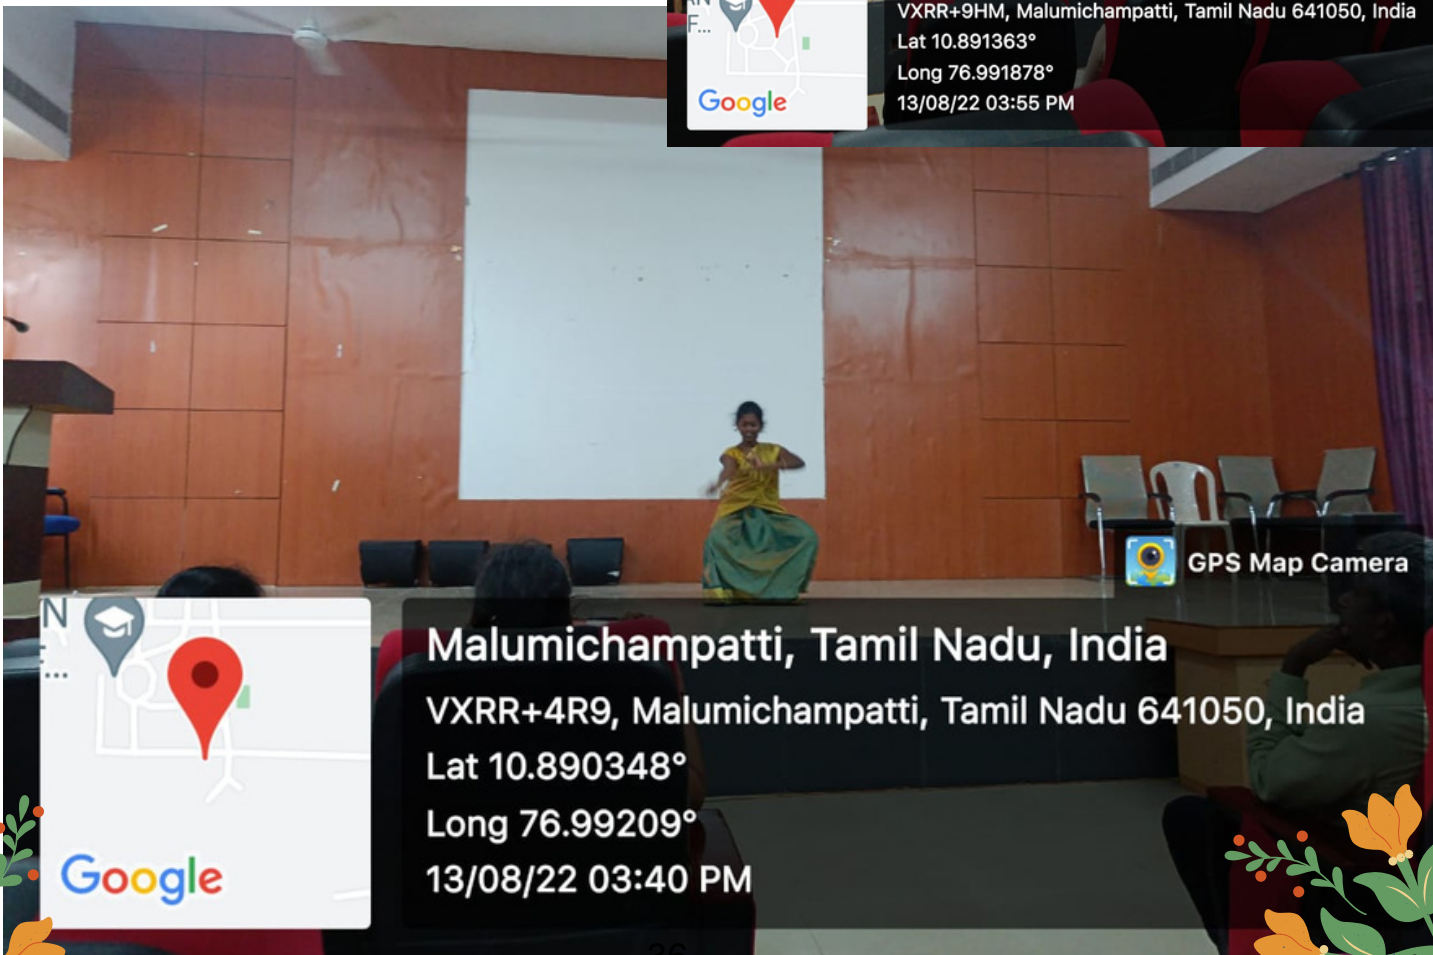 VXRR+9HM, Malumichampatti, Tamil Nadu 641050, India
Lat 10.891363°
Long 76.991878°
13/08/22 03:55 PM
Google
GPS Map Camera
Malumichampatti, Tamil Nadu, India
VXRR+4R9, Malumichampatti, Tamil Nadu 641050, India
Lat 10.890348°
Long 76.99209°
13/08/22 03:40 PM
Google